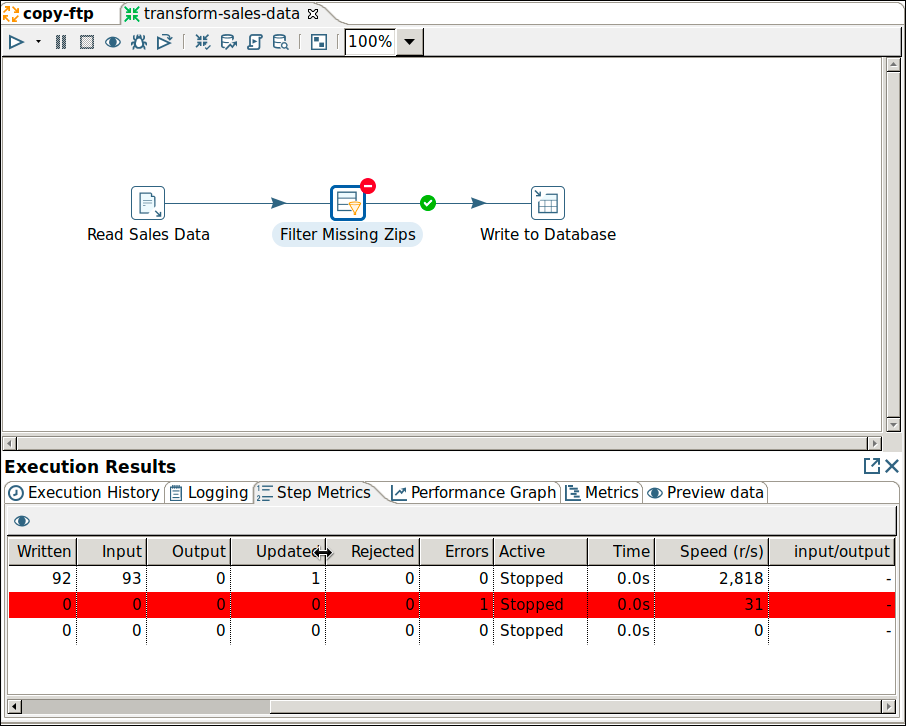 copy-ftp transform-sales-data
100%
Read Sales Data Filter Missing Zips Write to Database
Execution Results
Execution History Logging Step Metrics Performance Graph Metrics Preview data
Written Input Output Updated Rejected Errors Active Time Speed (r/s) input/output
92 93 0 1 0 0 Stopped 0.0s 2,818 -
0 0 0 0 0 1 Stopped 0.0s 31 -
0 0 0 0 0 0 Stopped 0.0s 0 -